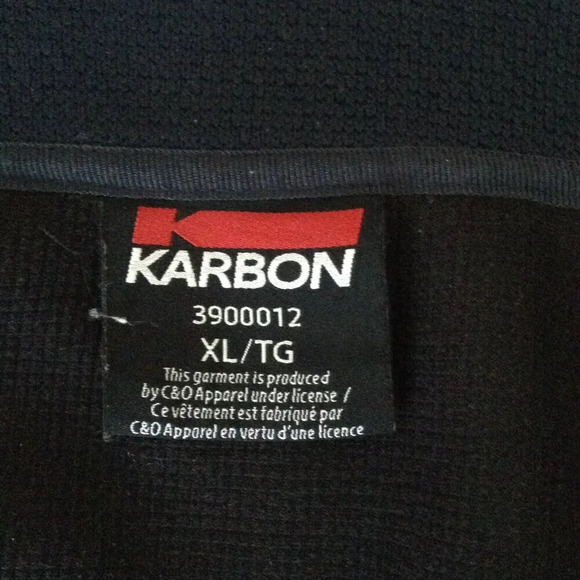 KARBON
3900012
XL/TG
This garment is produced
by C&O Apparel under license /
Ce vêtement est fabriqué par
C&O Apparel en vertu d'une licence